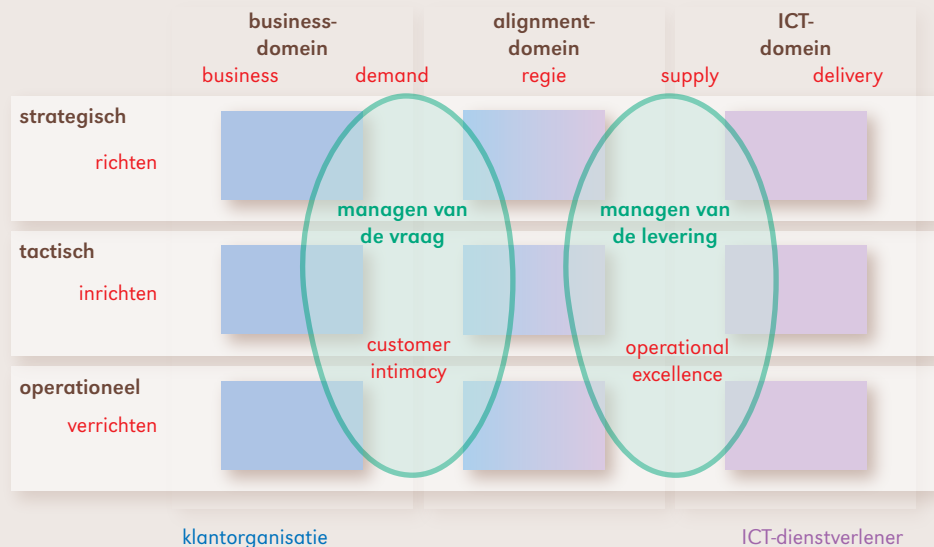 business-
domein
alignment-
domein
ICT-
domein
business
demand
regie
supply
delivery
strategisch
richten
managen van
de vraag
managen van
de levering
tactisch
inrichten
customer
intimacy
operational
excellence
operationeel
verrichten
klantorganisatie
ICT-dienstverlener